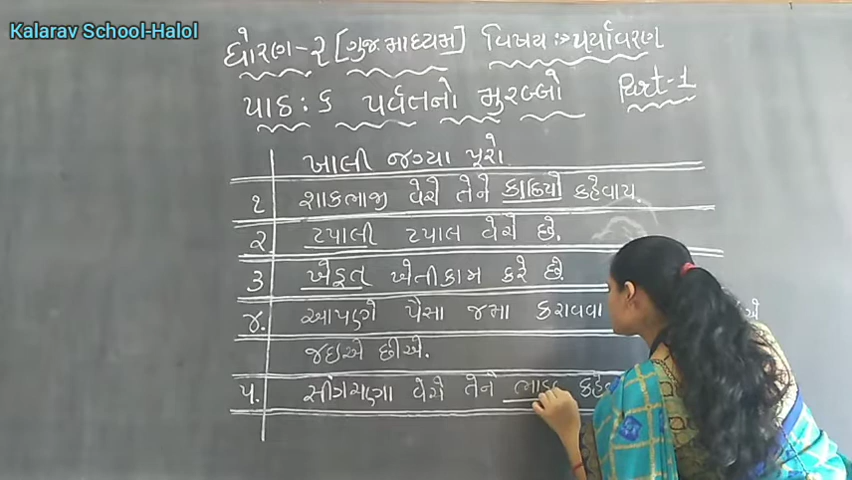 Kalarav School-Halol
ધોરણ-૨ [ગુજ. માધ્યમ] વિષય :→ પર્યાવરણ
પાઠ : ૬ પર્વતનો મુરબ્બો Part-1
ખાલી જગ્યા પૂરો.
૧ શાકભાજી વેચે તેને કાછિયો કહેવાય.
૨ ટપાલી ટપાલ વેચે છે.
૩ ખેડૂત ખેતીકામ કરે છે
૪. આપણે પૈસા જમા કરાવવા
જઇએ છીએ.
૫. સીંગચણા વેચે તેને